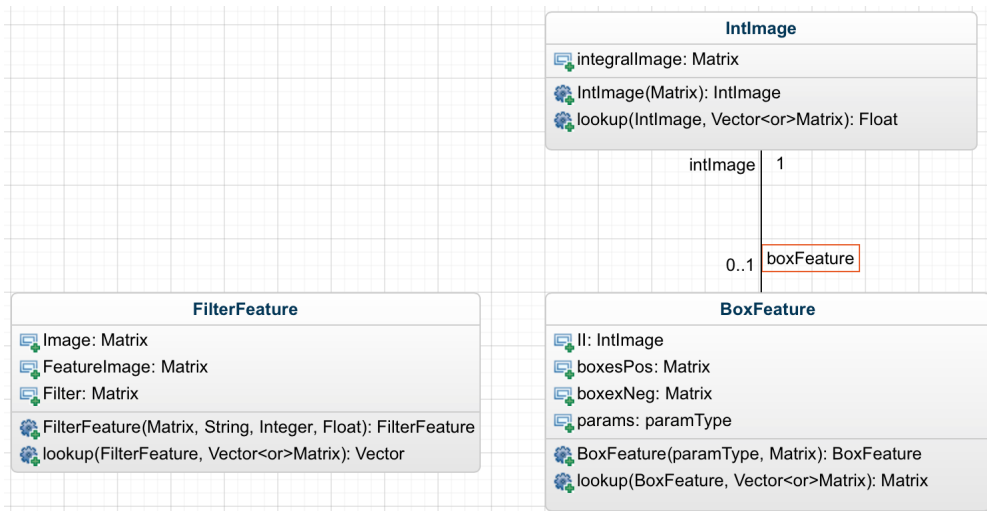 IntImage
integralImage: Matrix
IntImage(Matrix): IntImage
lookup(IntImage, Vector<or>Matrix): Float
intImage
1
0..1
boxFeature
FilterFeature
Image: Matrix
FeatureImage: Matrix
Filter: Matrix
FilterFeature(Matrix, String, Integer, Float): FilterFeature
lookup(FilterFeature, Vector<or>Matrix): Vector
BoxFeature
II: IntImage
boxesPos: Matrix
boxexNeg: Matrix
params: paramType
BoxFeature(paramType, Matrix): BoxFeature
lookup(BoxFeature, Vector<or>Matrix): Matrix